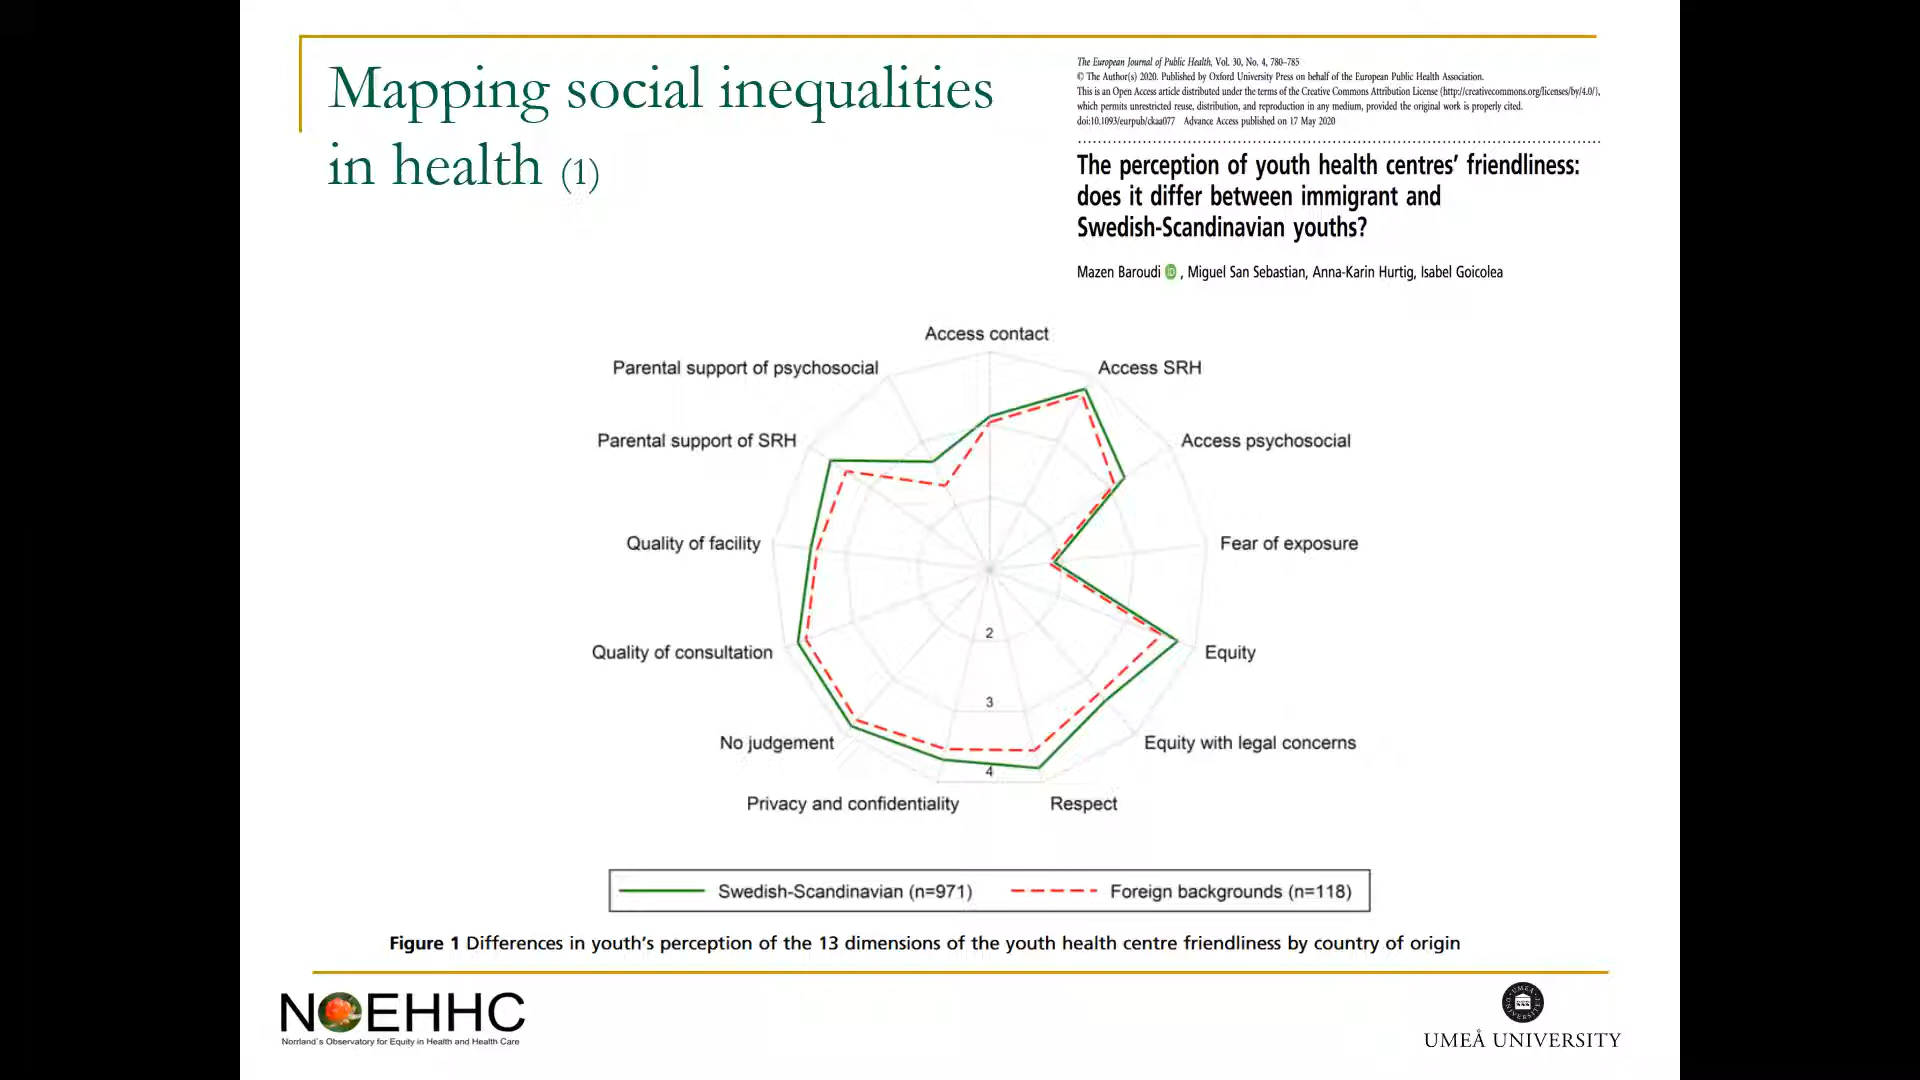 Mapping social inequalities
in health (1)
The European Journal of Public Health, Vol. 30, No. 4, 780–785
© The Author(s) 2020. Published by Oxford University Press on behalf of the European Public Health Association.
This is an Open Access article distributed under the terms of the Creative Commons Attribution License (http://creativecommons.org/licenses/by/4.0/),
which permits unrestricted reuse, distribution, and reproduction in any medium, provided the original work is properly cited.
doi:10.1093/eurpub/ckaa077 Advance Access published on 17 May 2020
The perception of youth health centres’ friendliness:
does it differ between immigrant and
Swedish-Scandinavian youths?
Mazen Baroudi iD , Miguel San Sebastian, Anna-Karin Hurtig, Isabel Goicolea
Access contact
Parental support of psychosocial
Access SRH
Parental support of SRH
Access psychosocial
Quality of facility
Fear of exposure
2
Quality of consultation
Equity
3
No judgement
Equity with legal concerns
4
Privacy and confidentiality
Respect
Swedish-Scandinavian (n=971)
Foreign backgrounds (n=118)
Figure 1 Differences in youth’s perception of the 13 dimensions of the youth health centre friendliness by country of origin
NOEHHC
Norrland´s Observatory for Equity in Health and Health Care
UMEÅ UNIVERSITY